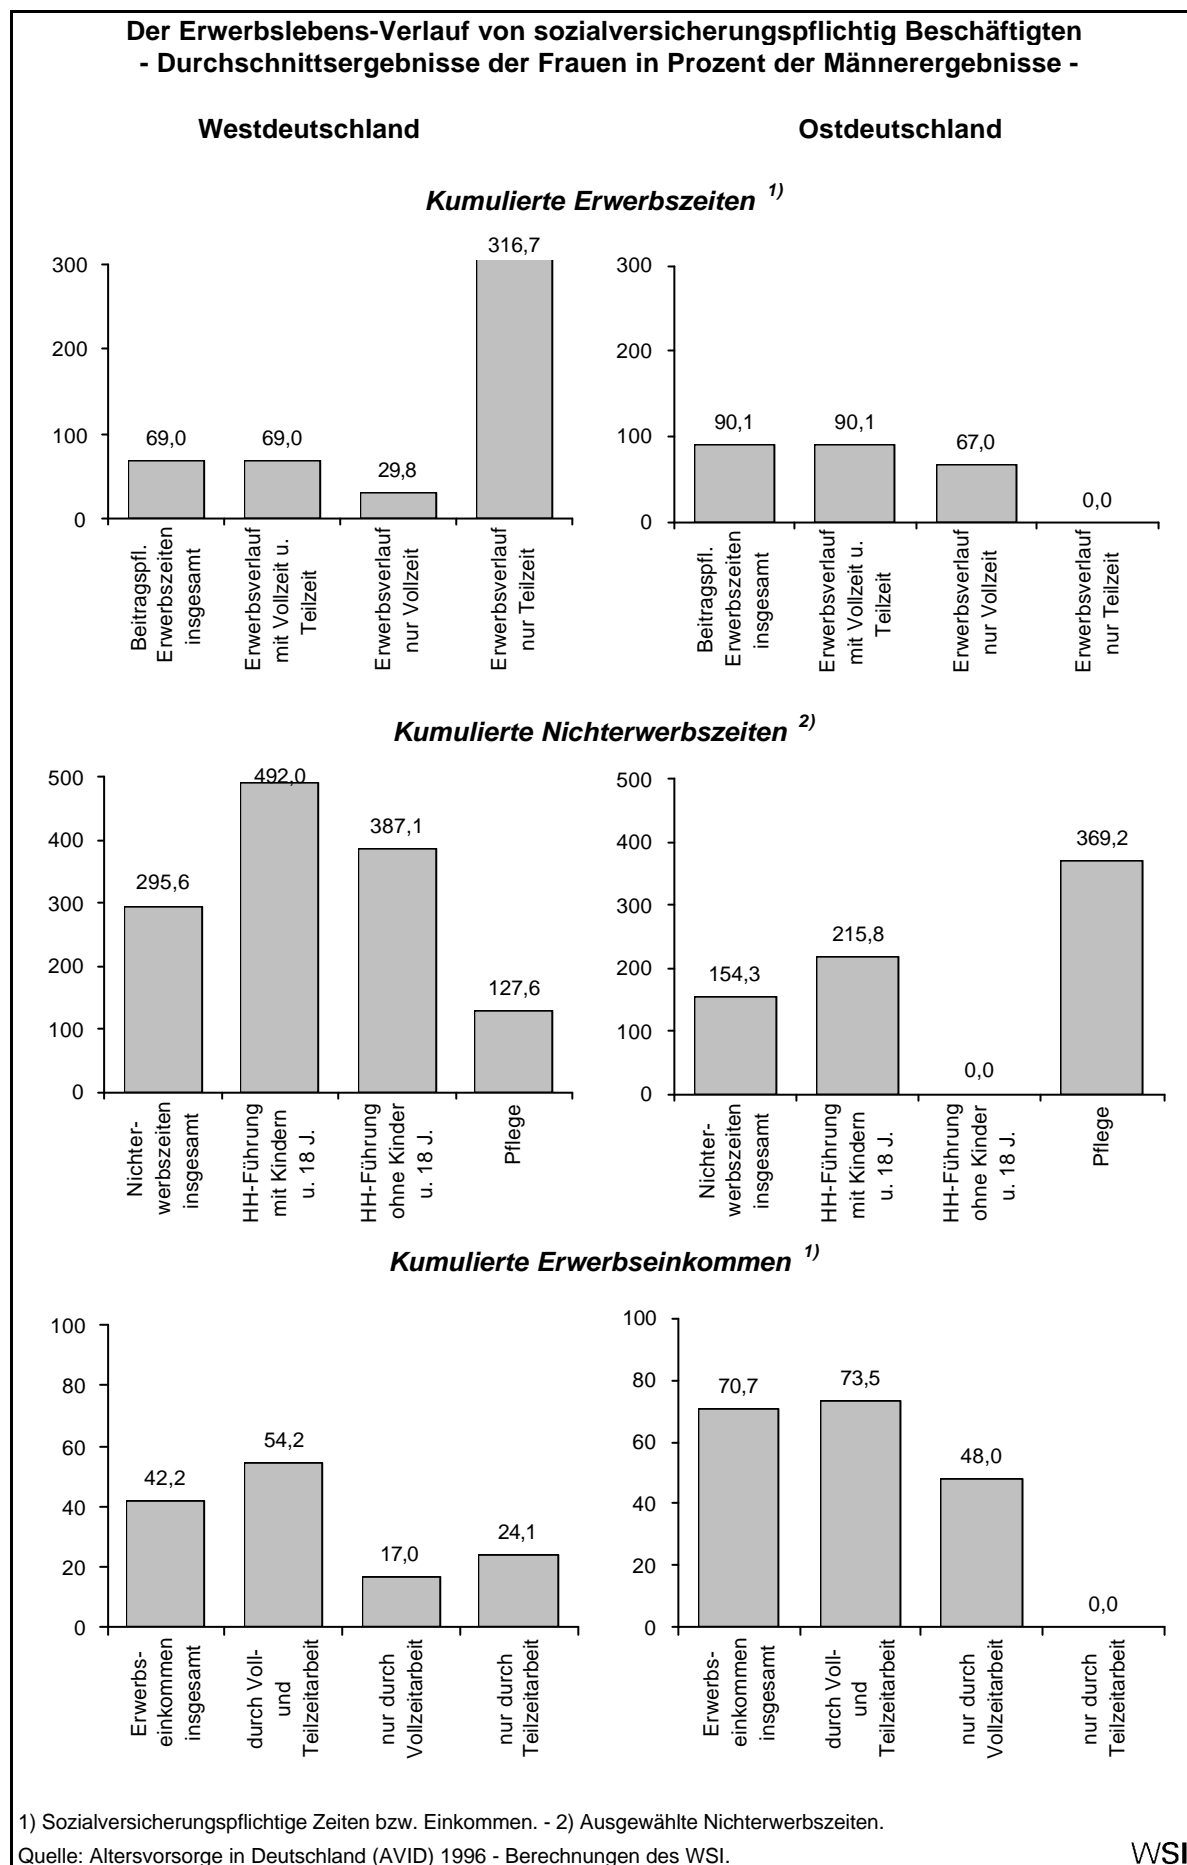 Der Erwerbslebens-Verlauf von sozialversicherungspflichtig Beschäftigten
- Durchschnittsergebnisse der Frauen in Prozent der Männerergebnisse -
Westdeutschland
Ostdeutschland
Kumulierte Erwerbszeiten 1)
300
200
100
0
69,0
69,0
29,8
316,7
Beitragspfl.
Erwerbszeiten
insgesamt
Erwerbsverlauf
mit Vollzeit u.
Teilzeit
Erwerbsverlauf
nur Vollzeit
Erwerbsverlauf
nur Teilzeit
300
200
100
0
90,1
90,1
67,0
0,0
Beitragspfl.
Erwerbszeiten
insgesamt
Erwerbsverlauf
mit Vollzeit u.
Teilzeit
Erwerbsverlauf
nur Vollzeit
Erwerbsverlauf
nur Teilzeit
Kumulierte Nichterwerbszeiten 2)
500
400
300
200
100
0
295,6
492,0
387,1
127,6
Nichter-
werbszeiten
insgesamt
HH-Führung
mit Kindern
u. 18 J.
HH-Führung
ohne Kinder
u. 18 J.
Pflege
500
400
300
200
100
0
154,3
215,8
0,0
369,2
Nichter-
werbszeiten
insgesamt
HH-Führung
mit Kindern
u. 18 J.
HH-Führung
ohne Kinder
u. 18 J.
Pflege
Kumulierte Erwerbseinkommen 1)
100
80
60
40
20
0
42,2
54,2
17,0
24,1
Erwerbs-
einkommen
insgesamt
durch Voll-
und
Teilzeitarbeit
nur durch
Vollzeitarbeit
nur durch
Teilzeitarbeit
100
80
60
40
20
0
70,7
73,5
48,0
0,0
Erwerbs-
einkommen
insgesamt
durch Voll-
und
Teilzeitarbeit
nur durch
Vollzeitarbeit
nur durch
Teilzeitarbeit
1) Sozialversicherungspflichtige Zeiten bzw. Einkommen. - 2) Ausgewählte Nichterwerbszeiten.
Quelle: Altersvorsorge in Deutschland (AVID) 1996 - Berechnungen des WSI.
WSI